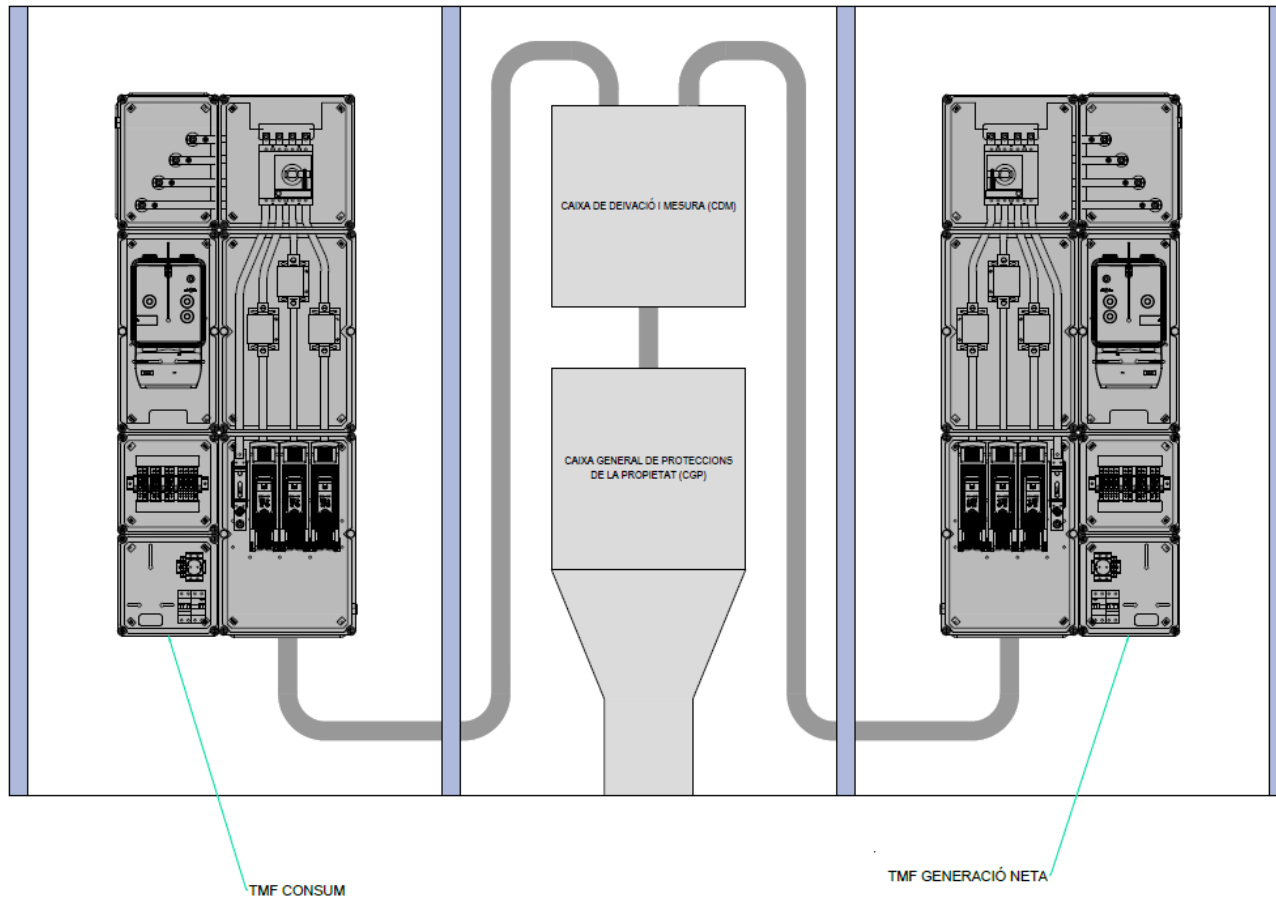 CAIXA DE DEIVACIÓ I MESURA (CDM)
CAIXA GENERAL DE PROTECCIONS
DE LA PROPIETAT (CGP)
TMF CONSUM
TMF GENERACIÓ NETA